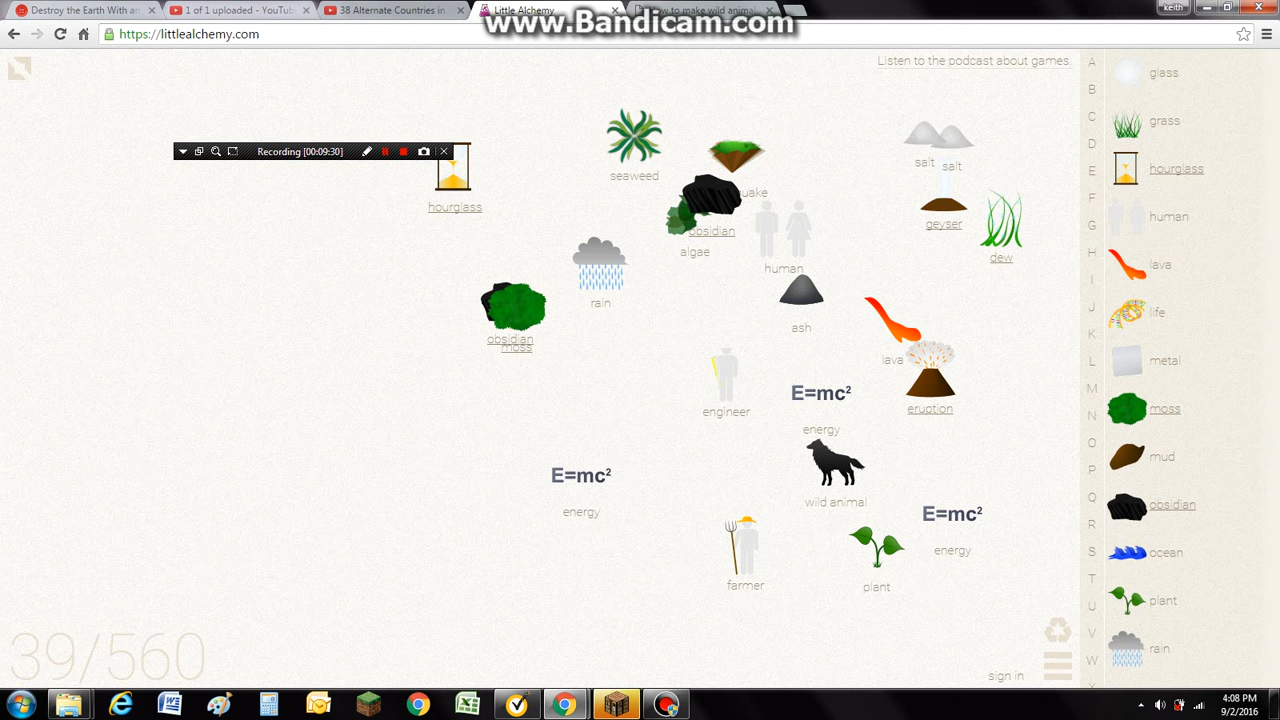 Destroy the Earth With an
1 of 1 uploaded - YouTub
38 Alternate Countries in
Little Alchemy
How to make wild animal
keith
www.Bandicam.com
https://littlealchemy.com
Listen to the podcast about games.
Recording [00:09:30]
hourglass
seaweed
quake
obsidian
algae
human
salt
salt
geyser
dew
rain
ash
obsidian
moss
lava
eruption
engineer
E=mc²
energy
E=mc²
energy
wild animal
E=mc²
energy
farmer
plant
39/560
sign in
A
B
C
D
E
F
G
H
I
J
K
L
M
N
O
P
Q
R
S
T
U
V
W
X
glass
grass
hourglass
human
lava
life
metal
moss
mud
obsidian
ocean
plant
rain
4:08 PM
9/2/2016